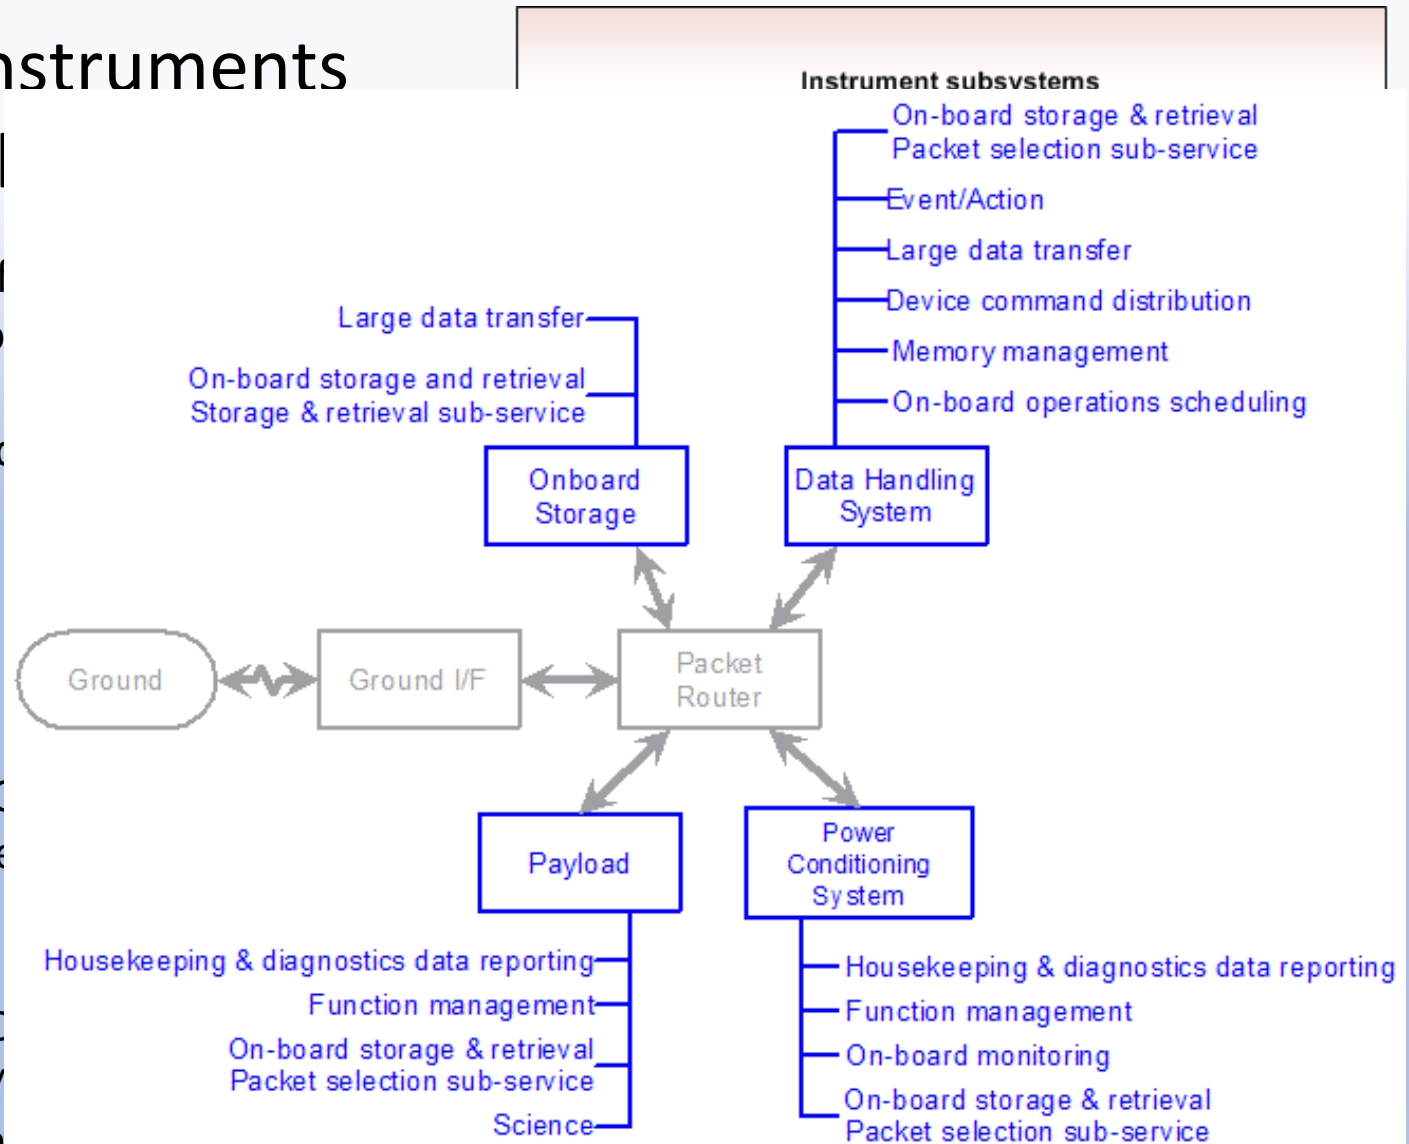 Instrument subsystems
On-board storage & retrieval
Packet selection sub-service
Event/Action
Large data transfer
Device command distribution
Memory management
On-board operations scheduling
Large data transfer
On-board storage and retrieval
Storage & retrieval sub-service
Onboard
Storage
Data Handling
System
Ground
Ground I/F
Packet
Router
Payload
Power
Conditioning
System
Housekeeping & diagnostics data reporting
Function management
On-board storage & retrieval
Packet selection sub-service
Science
Housekeeping & diagnostics data reporting
Function management
On-board monitoring
On-board storage & retrieval
Packet selection sub-service